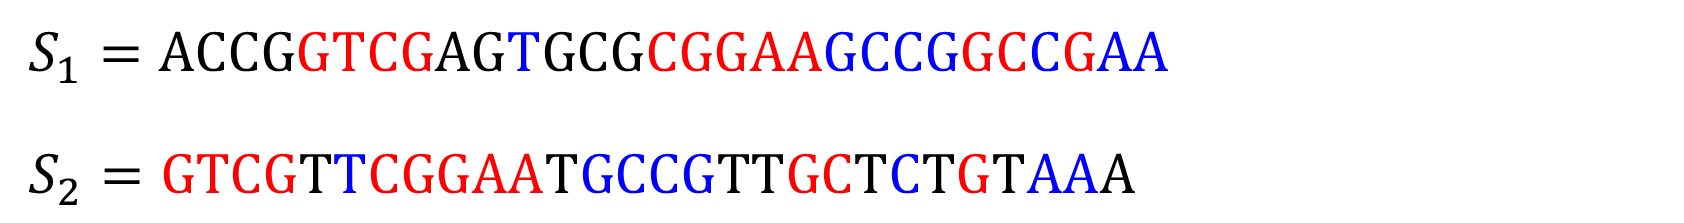 S₁ = ACCGGTCGAGTGCGCGGAAGCCGGCCGAA
S₂ = GTCGTTCGGAATGCCGTTGCTCTGTAAA